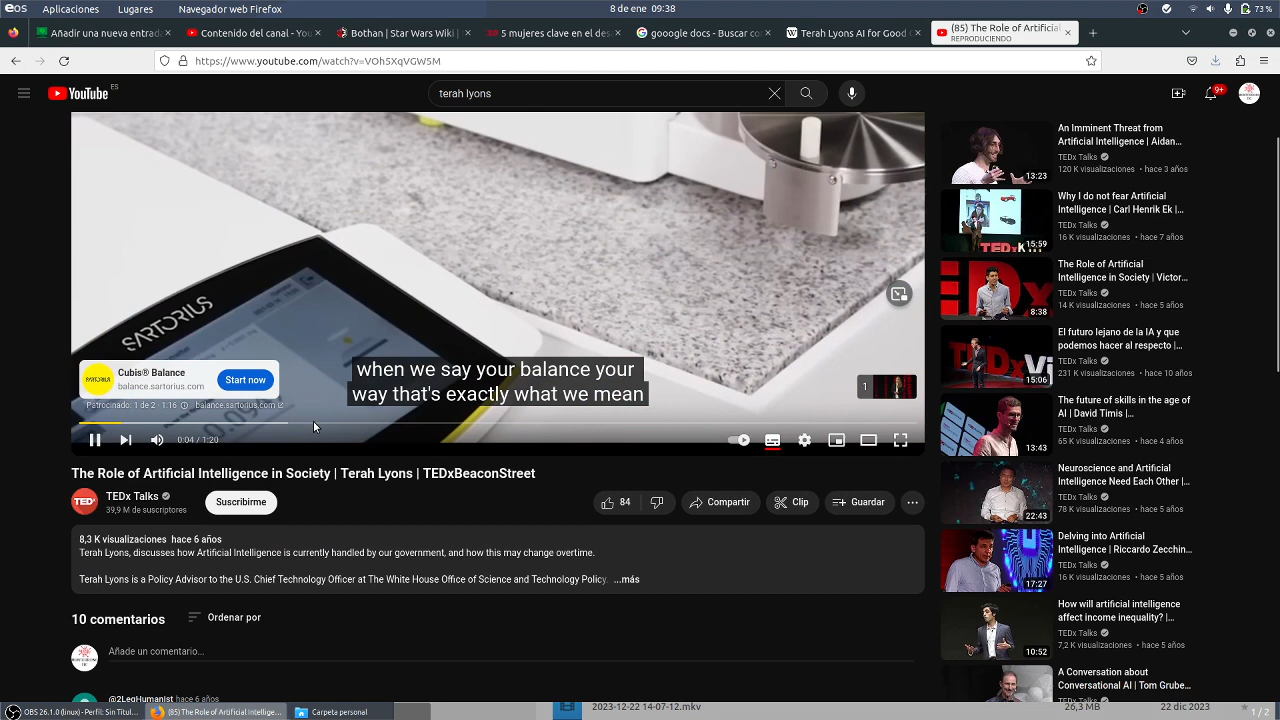 eos Aplicaciones Lugares Navegador web Firefox 8 de ene 09:38 73 %
Añadir una nueva entrad
Contenido del canal - You
Rothan | Star Wars Wiki |
5 mujeres clave en el des
gooogle docs - Buscar co
Terah Lyons AI for Good
(85) The Role of Artificial
REPRODUCIENDO
https://www.youtube.com/watch?v=VOh5XqVGW5M
YouTube ES
terah lyons
9+
SARTORIUS
Cubis® Balance
balance.sartorius.com
Start now
Patrocinado: 1 de 2 · 1:16 balance.sartorius.com
when we say your balance your
way that's exactly what we mean
1
0:04 / 1:20
The Role of Artificial Intelligence in Society | Terah Lyons | TEDxBeaconStreet
TED
TEDx Talks
39,9 M de suscriptores
Suscribirme
84
Compartir
Clip
Guardar
8,3 K visualizaciones hace 6 años
Terah Lyons, discusses how Artificial Intelligence is currently handled by our government, and how this may change overtime.
Terah Lyons is a Policy Advisor to the U.S. Chief Technology Officer at The White House Office of Science and Technology Policy. ...más
10 comentarios Ordenar por
Añade un comentario...
@2LegHumanist hace 6 años
An Imminent Threat from
Artificial Intelligence | Aidan...
TEDx Talks
120 K visualizaciones • hace 3 años
13:23
Why I do not fear Artificial
Intelligence | Carl Henrik Ek |...
TEDx Talks
16 K visualizaciones • hace 7 años
15:59
The Role of Artificial
Intelligence in Society | Victor...
TEDx Talks
14 K visualizaciones • hace 5 años
8:38
El futuro lejano de la IA y que
podemos hacer al respecto |...
TEDx Talks
231 K visualizaciones • hace 10 años
15:06
The future of skills in the age of
AI | David Timis |...
TEDx Talks
65 K visualizaciones • hace 4 años
13:43
Neuroscience and Artificial
Intelligence Need Each Other |...
TEDx Talks
78 K visualizaciones • hace 5 años
22:43
Delving into Artificial
Intelligence | Riccardo Zecchin...
TEDx Talks
16 K visualizaciones • hace 5 años
17:27
How will artificial intelligence
affect income inequality? |...
TEDx Talks
7,2 K visualizaciones • hace 5 años
10:52
A Conversation about
Conversational AI | Tom Grube...
TEDx Talks
OBS 26.1.0 (linux) - Perfil: Sin Titul...
(85) The Role of Artificial Intellige...
Carpeta personal
2023-12-22 14-07-12.mkv 26,3 MB 22 dic 2023
1 / 2